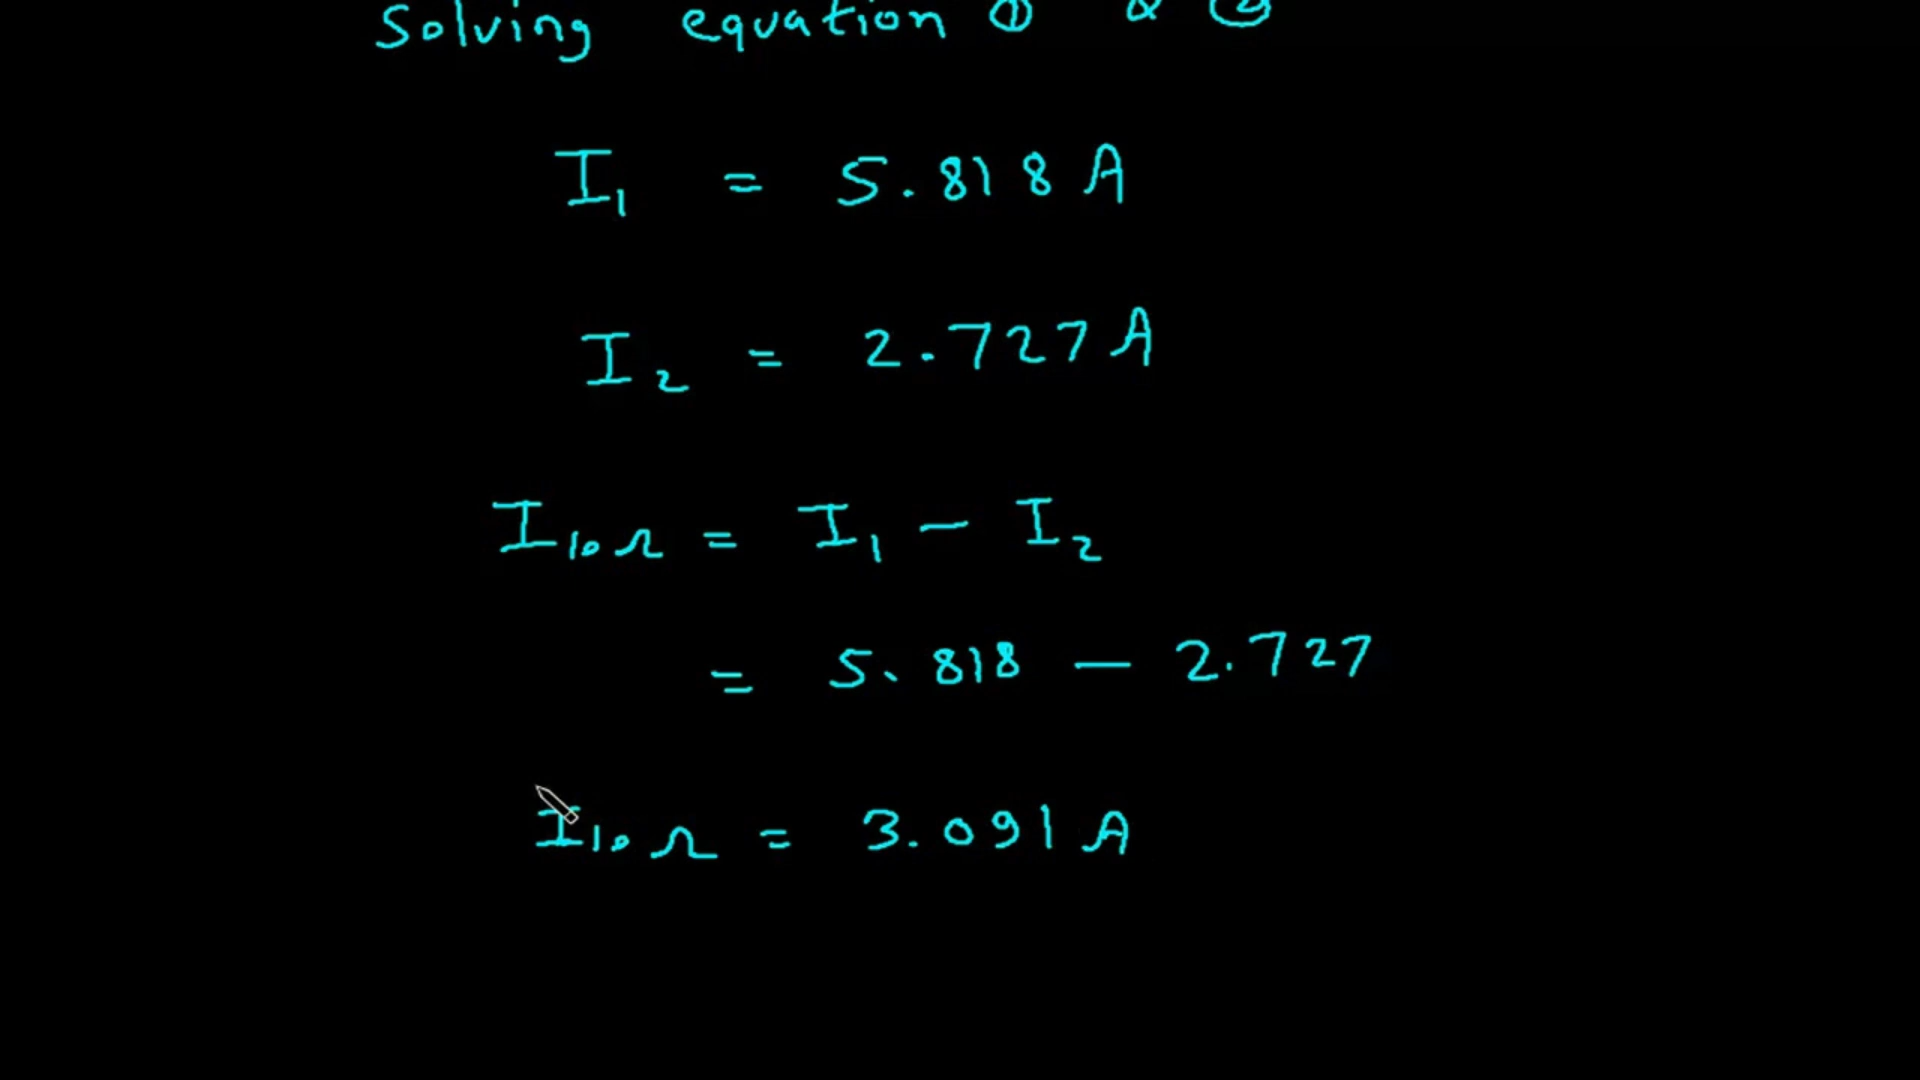 Solving equation ① & ②
I₁ = 5.818 A
I₂ = 2.727 A
I₁₀Ω = I₁ − I₂
= 5.818 − 2.727
I₁₀Ω = 3.091 A